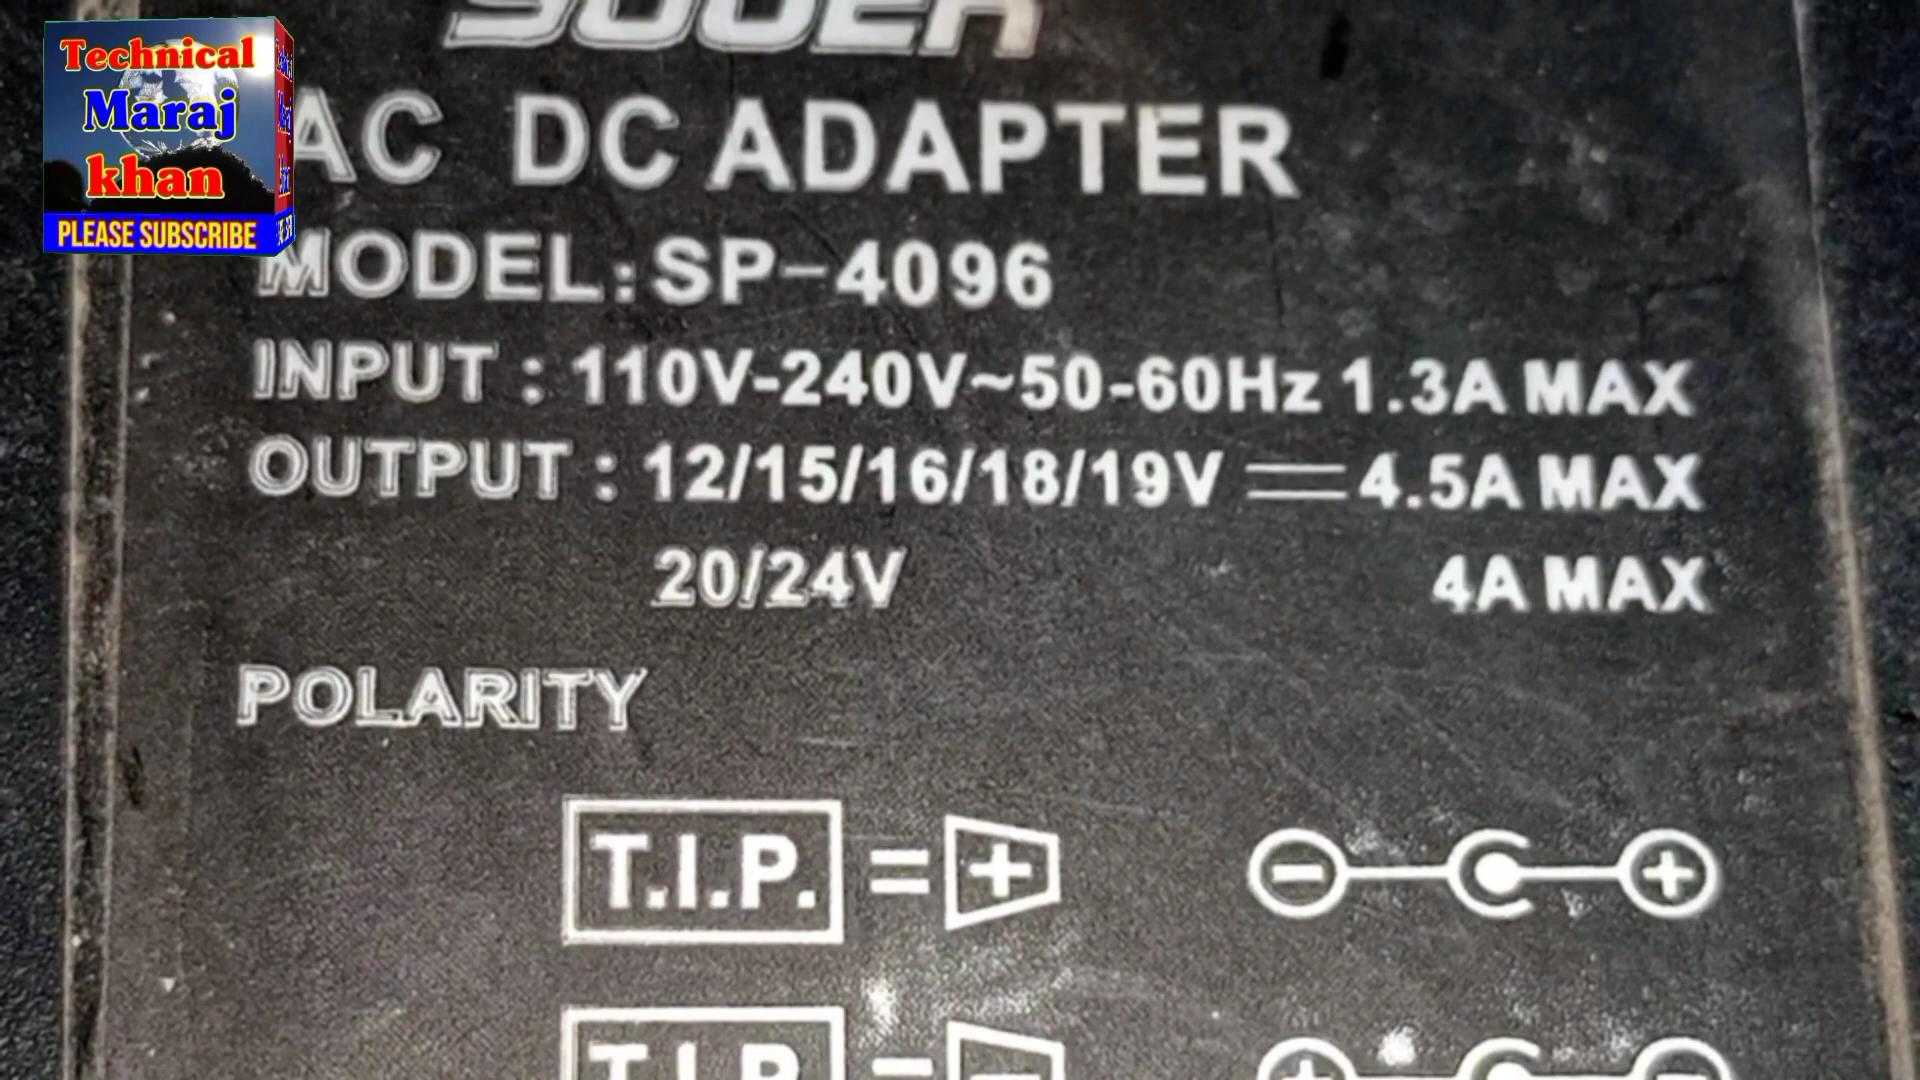 Technical
Maraj
khan
PLEASE SUBSCRIBE
AC DC ADAPTER
MODEL:SP-4096
INPUT : 110V-240V~50-60Hz 1.3A MAX
OUTPUT : 12/15/16/18/19V ⎓ 4.5A MAX
20/24V 4A MAX
POLARITY
T.I.P. = + - +
T.I.P. = - + -